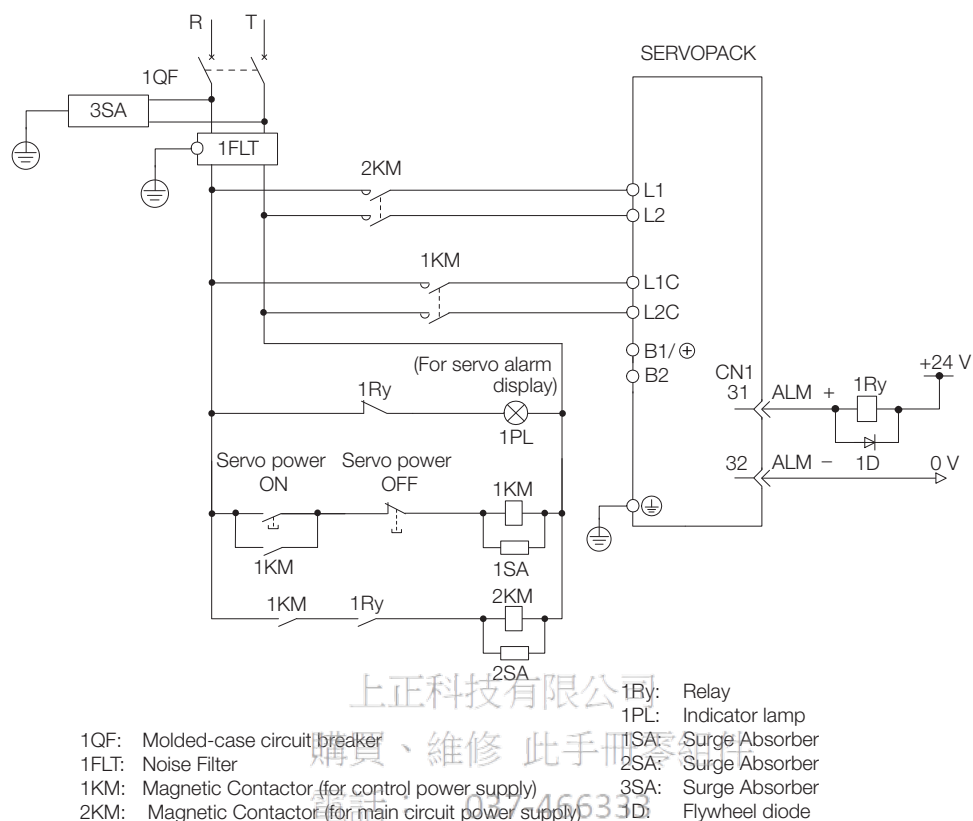 R T
SERVOPACK
1QF
3SA
1FLT
2KM
L1
L2
1KM
L1C
L2C
B1/⊕
B2
(For servo alarm
display)
1Ry
1PL
CN1
+24 V
31 ALM + 1Ry
1D
32 ALM − 0 V
Servo power
ON
Servo power
OFF
1KM
1KM
1SA
1KM 1Ry 2KM
2SA
上正科技有限公司
購買、維修 此手冊零組件
電話： 037-466333
1QF: Molded-case circuit breaker
1FLT: Noise Filter
1KM: Magnetic Contactor (for control power supply)
2KM: Magnetic Contactor (for main circuit power supply)
1Ry: Relay
1PL: Indicator lamp
1SA: Surge Absorber
2SA: Surge Absorber
3SA: Surge Absorber
1D: Flywheel diode